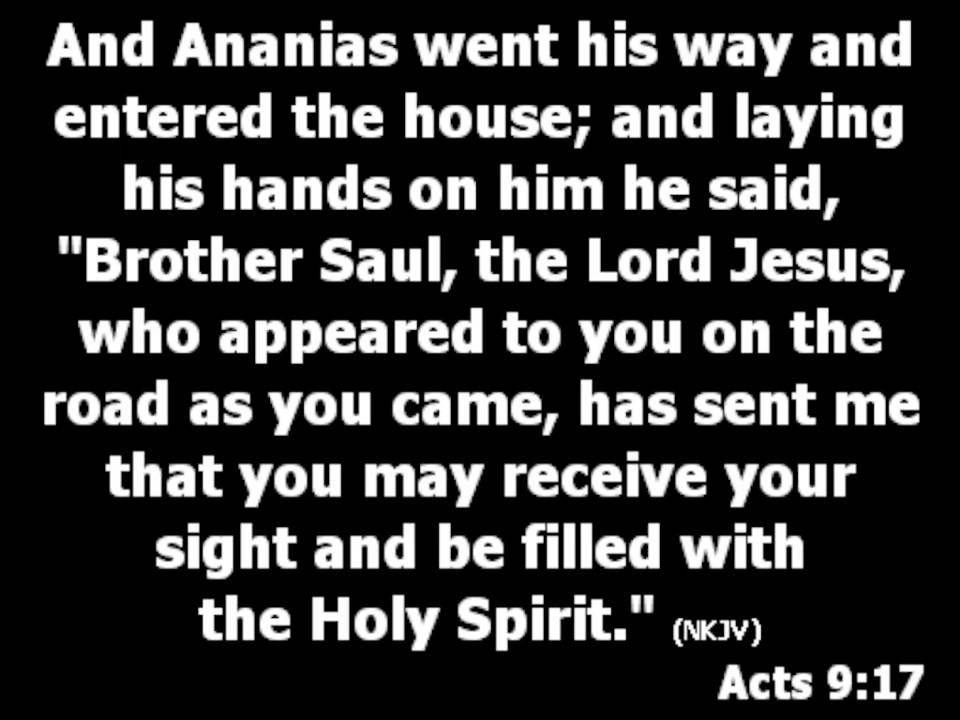 And Ananias went his way and
entered the house; and laying
his hands on him he said,
"Brother Saul, the Lord Jesus,
who appeared to you on the
road as you came, has sent me
that you may receive your
sight and be filled with
the Holy Spirit." (NKJV)
Acts 9:17